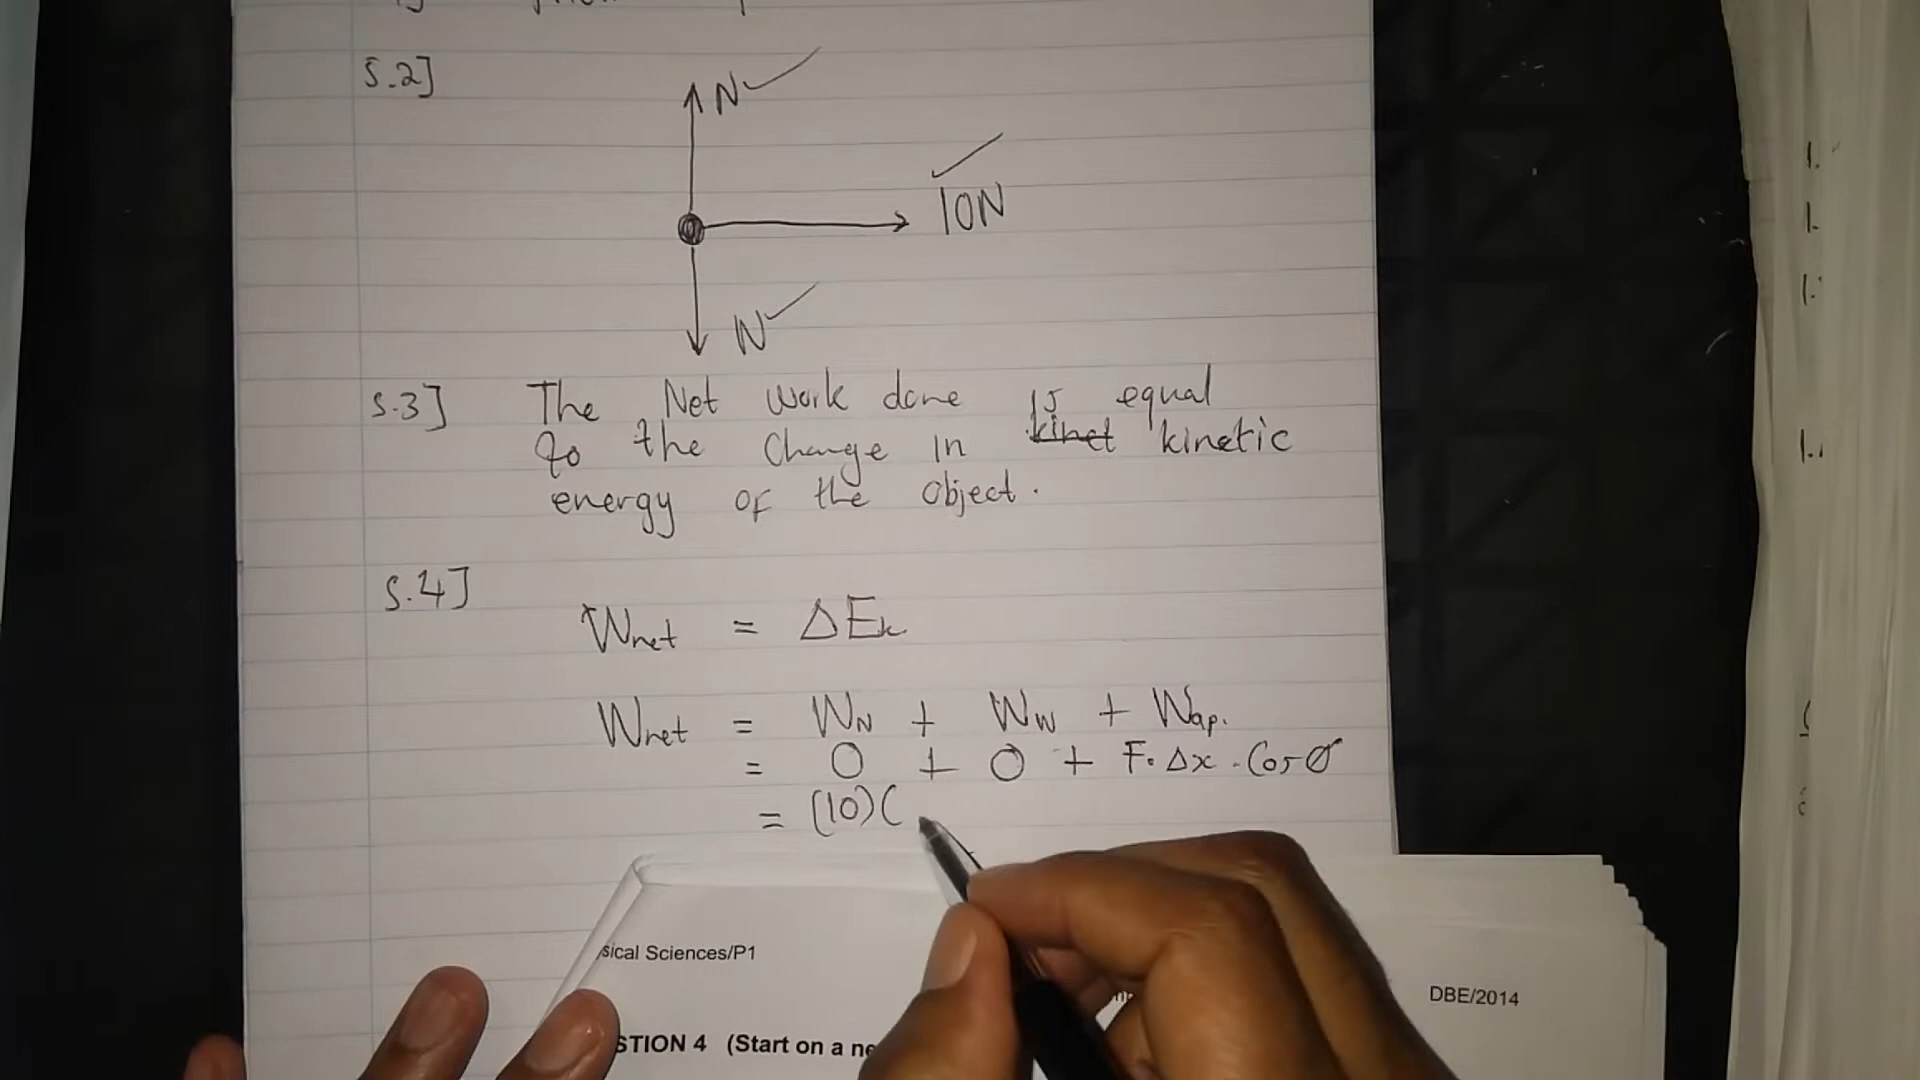 5.2]
N
10N
W
5.3] The Net work done is equal
to the change in kinet kinetic
energy of the object.
5.4]
Wnet = ΔEk
Wnet = WN + WW + Wap.
= 0 + 0 + F.Δx.Cosθ
= (10)(
sical Sciences/P1
DBE/2014
STION 4 (Start on a ne